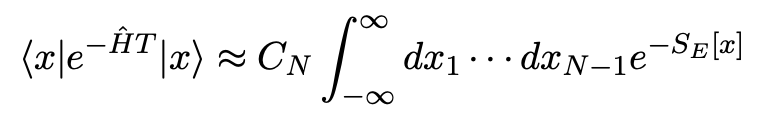 ⟨x|e^{-ĤT}|x⟩ ≈ C_N ∫_{-∞}^{∞} dx_1 ⋯ dx_{N-1} e^{-S_E[x]}